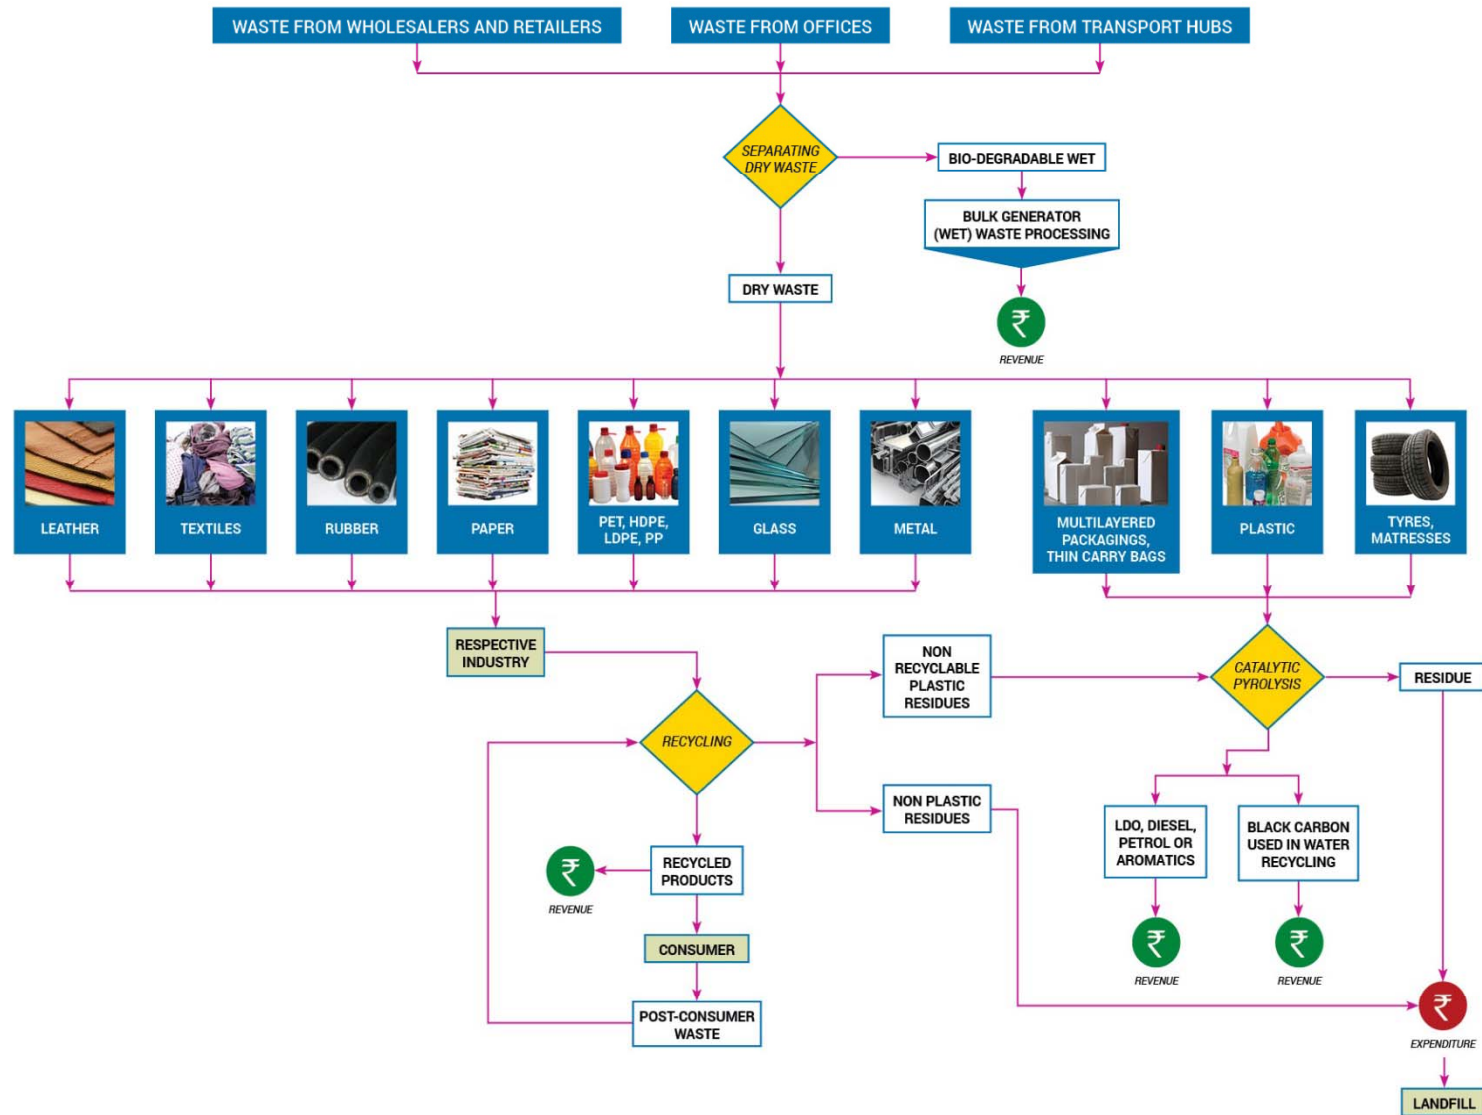 WASTE FROM WHOLESALERS AND RETAILERS
WASTE FROM OFFICES
WASTE FROM TRANSPORT HUBS
SEPARATING
DRY WASTE
BIO-DEGRADABLE WET
BULK GENERATOR
(WET) WASTE PROCESSING
DRY WASTE
₹
REVENUE
LEATHER
TEXTILES
RUBBER
PAPER
PET, HDPE,
LDPE, PP
GLASS
METAL
MULTILAYERED
PACKAGINGS,
THIN CARRY BAGS
PLASTIC
TYRES,
MATRESSES
RESPECTIVE
INDUSTRY
NON
RECYCLABLE
PLASTIC
RESIDUES
CATALYTIC
PYROLYSIS
RESIDUE
RECYCLING
NON PLASTIC
RESIDUES
LDO, DIESEL,
PETROL OR
AROMATICS
BLACK CARBON
USED IN WATER
RECYCLING
₹
REVENUE
RECYCLED
PRODUCTS
CONSUMER
₹
REVENUE
₹
REVENUE
POST-CONSUMER
WASTE
₹
EXPENDITURE
LANDFILL